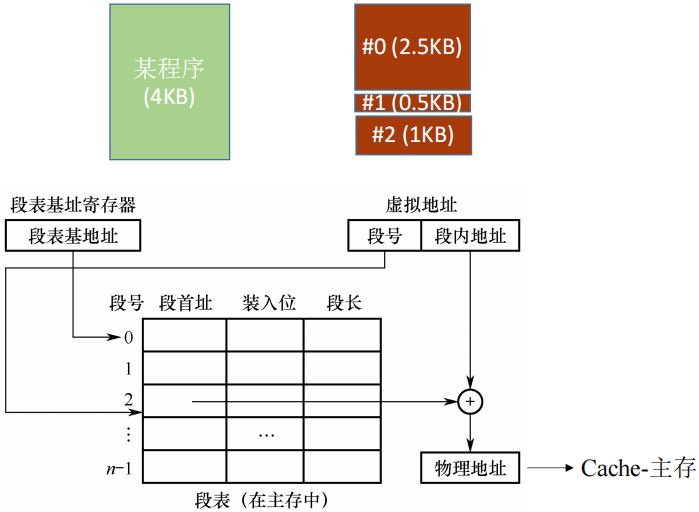 某程序
(4KB)
#0 (2.5KB)
#1 (0.5KB)
#2 (1KB)
段表基址寄存器
段表基地址
虚拟地址
段号 段内地址
段号 段首址 装入位 段长
0
1
2
+
⋮ …
n-1
物理地址
Cache-主存
段表（在主存中）